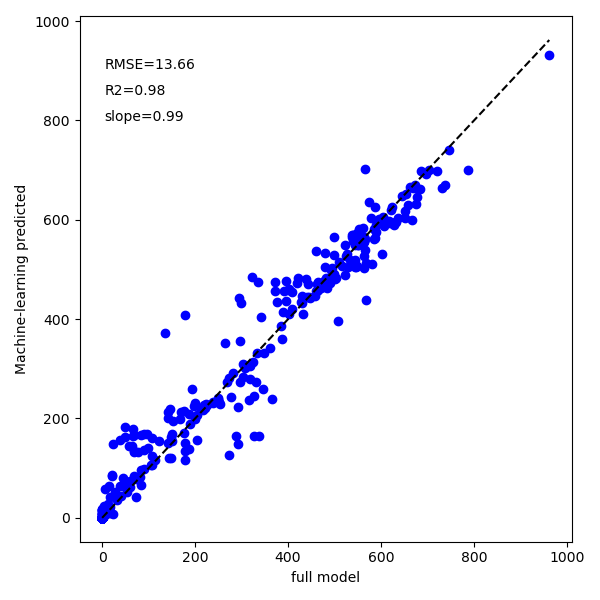 1000
RMSE=13.66
R2=0.98
800
slope=0.99
600
Machine-learning predicted
400
200
0
0 200 400 600 800 1000
full model